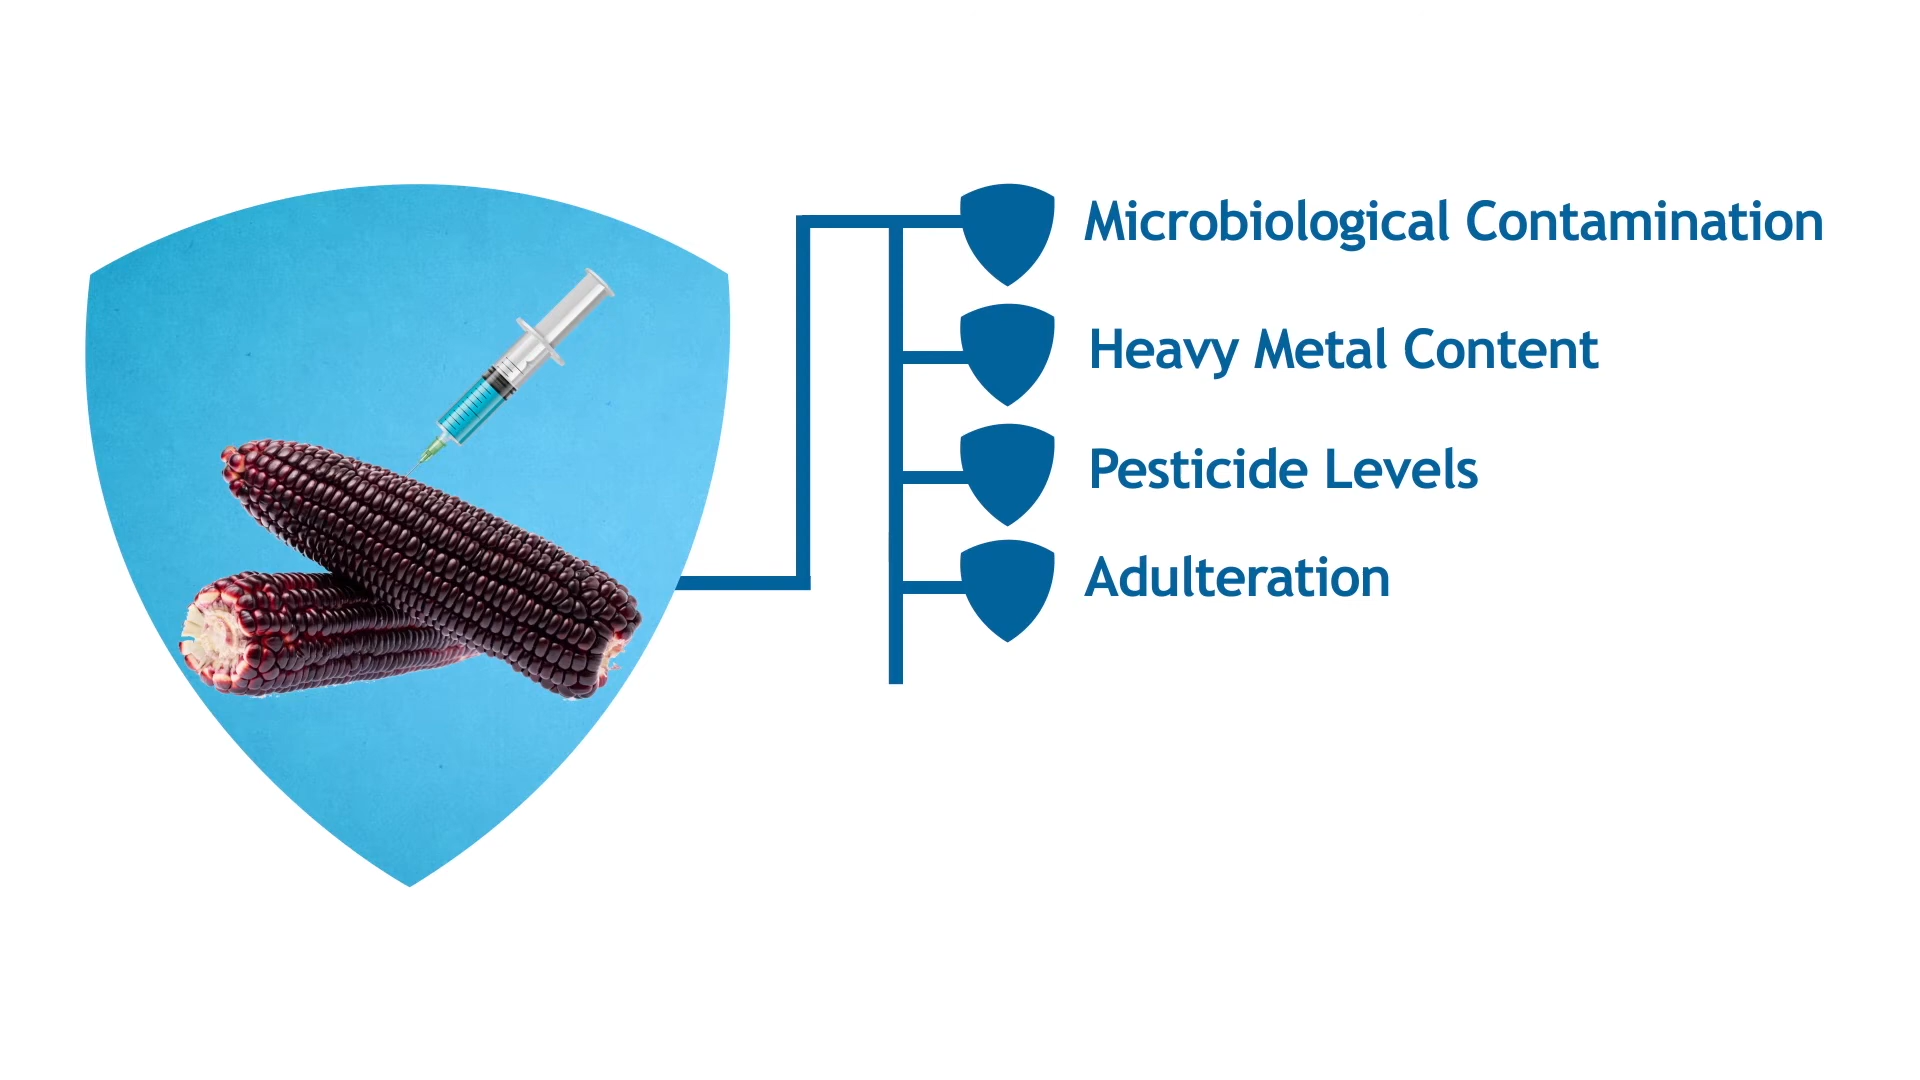 Microbiological Contamination
Heavy Metal Content
Pesticide Levels
Adulteration